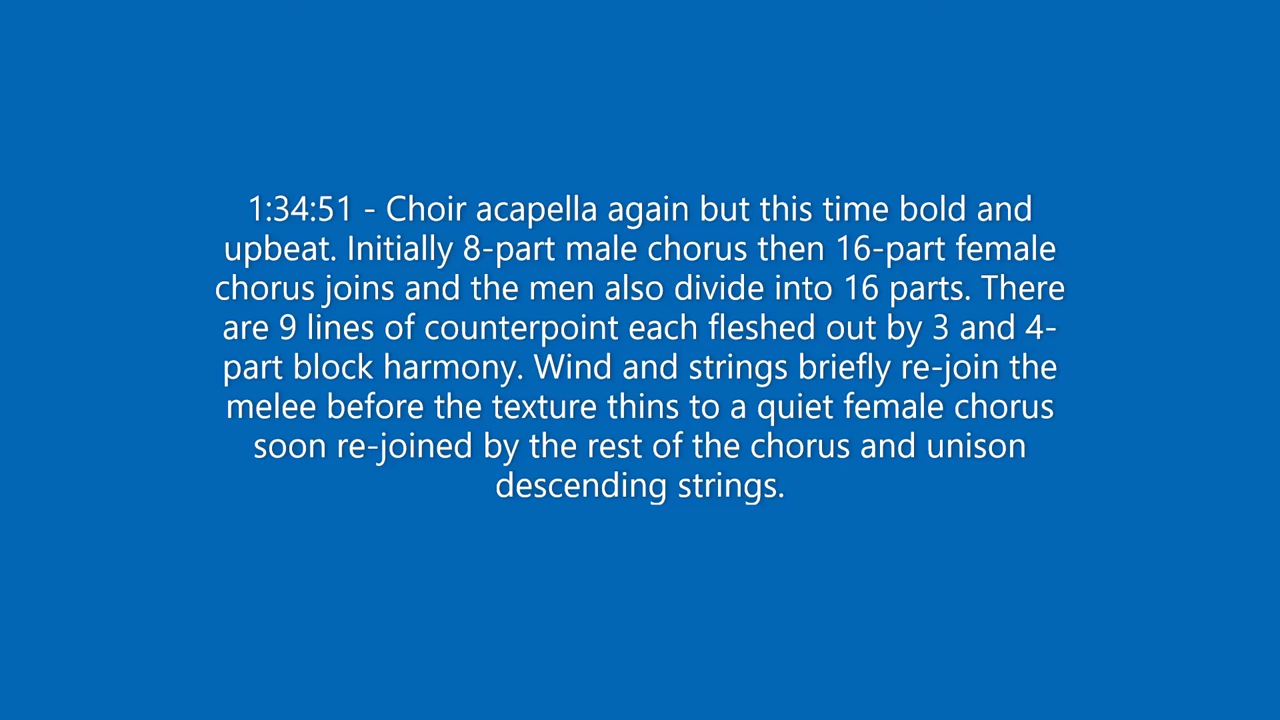 1:34:51 - Choir acapella again but this time bold and
upbeat. Initially 8-part male chorus then 16-part female
chorus joins and the men also divide into 16 parts. There
are 9 lines of counterpoint each fleshed out by 3 and 4-
part block harmony. Wind and strings briefly re-join the
melee before the texture thins to a quiet female chorus
soon re-joined by the rest of the chorus and unison
descending strings.